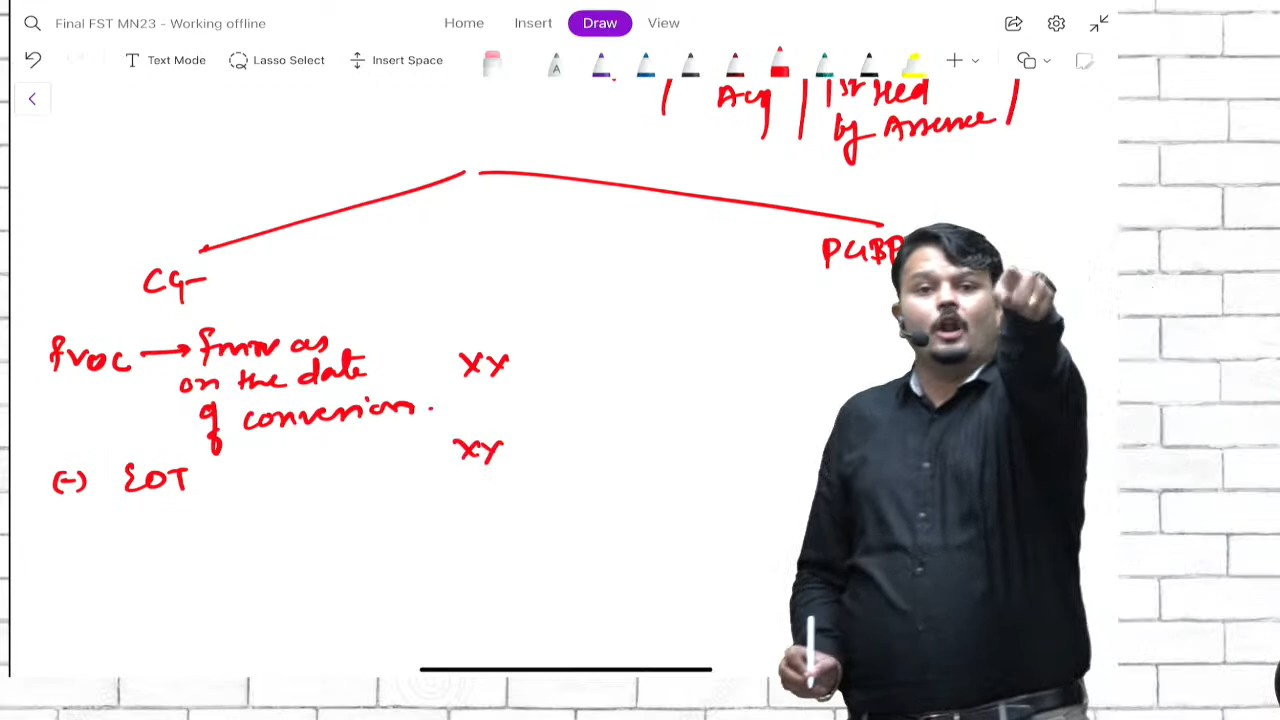 Final FST MN23 - Working offline
Home Insert Draw View
Text Mode Lasso Select Insert Space
Acq | 1st Held
by Assessee
CG
PGBP
FVOC → FMV as
on the date
of conversion.
XX
(-) EOT
XX